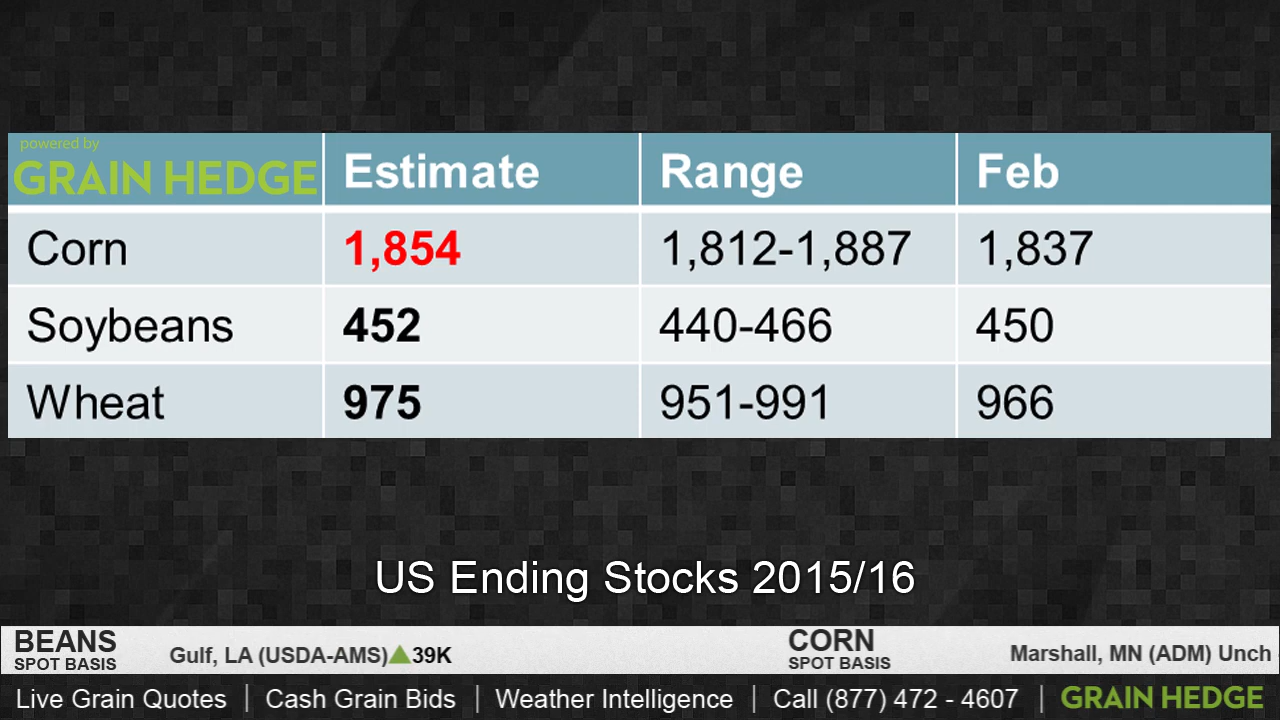 powered by
GRAIN HEDGE Estimate Range Feb
Corn 1,854 1,812-1,887 1,837
Soybeans 452 440-466 450
Wheat 975 951-991 966
US Ending Stocks 2015/16
BEANS
SPOT BASIS
Gulf, LA (USDA-AMS)▲39K
CORN
SPOT BASIS
Marshall, MN (ADM) Unch
Live Grain Quotes | Cash Grain Bids | Weather Intelligence | Call (877) 472 - 4607 | GRAIN HEDGE